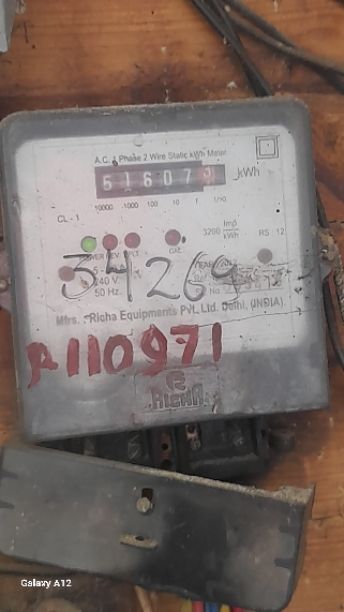 A.C. 1 Phase 2 Wire Static kWh Meter
51607 kWh
10000 1000 100 10 1 1/10
CL - 1
3200 Imp/kWh
RS 12
CAL
240 V.
50 Hz.
34269
Mfrs. Richa Equipments Pvt. Ltd. Delhi, (INDIA).
A110971
RICHA
Galaxy A12